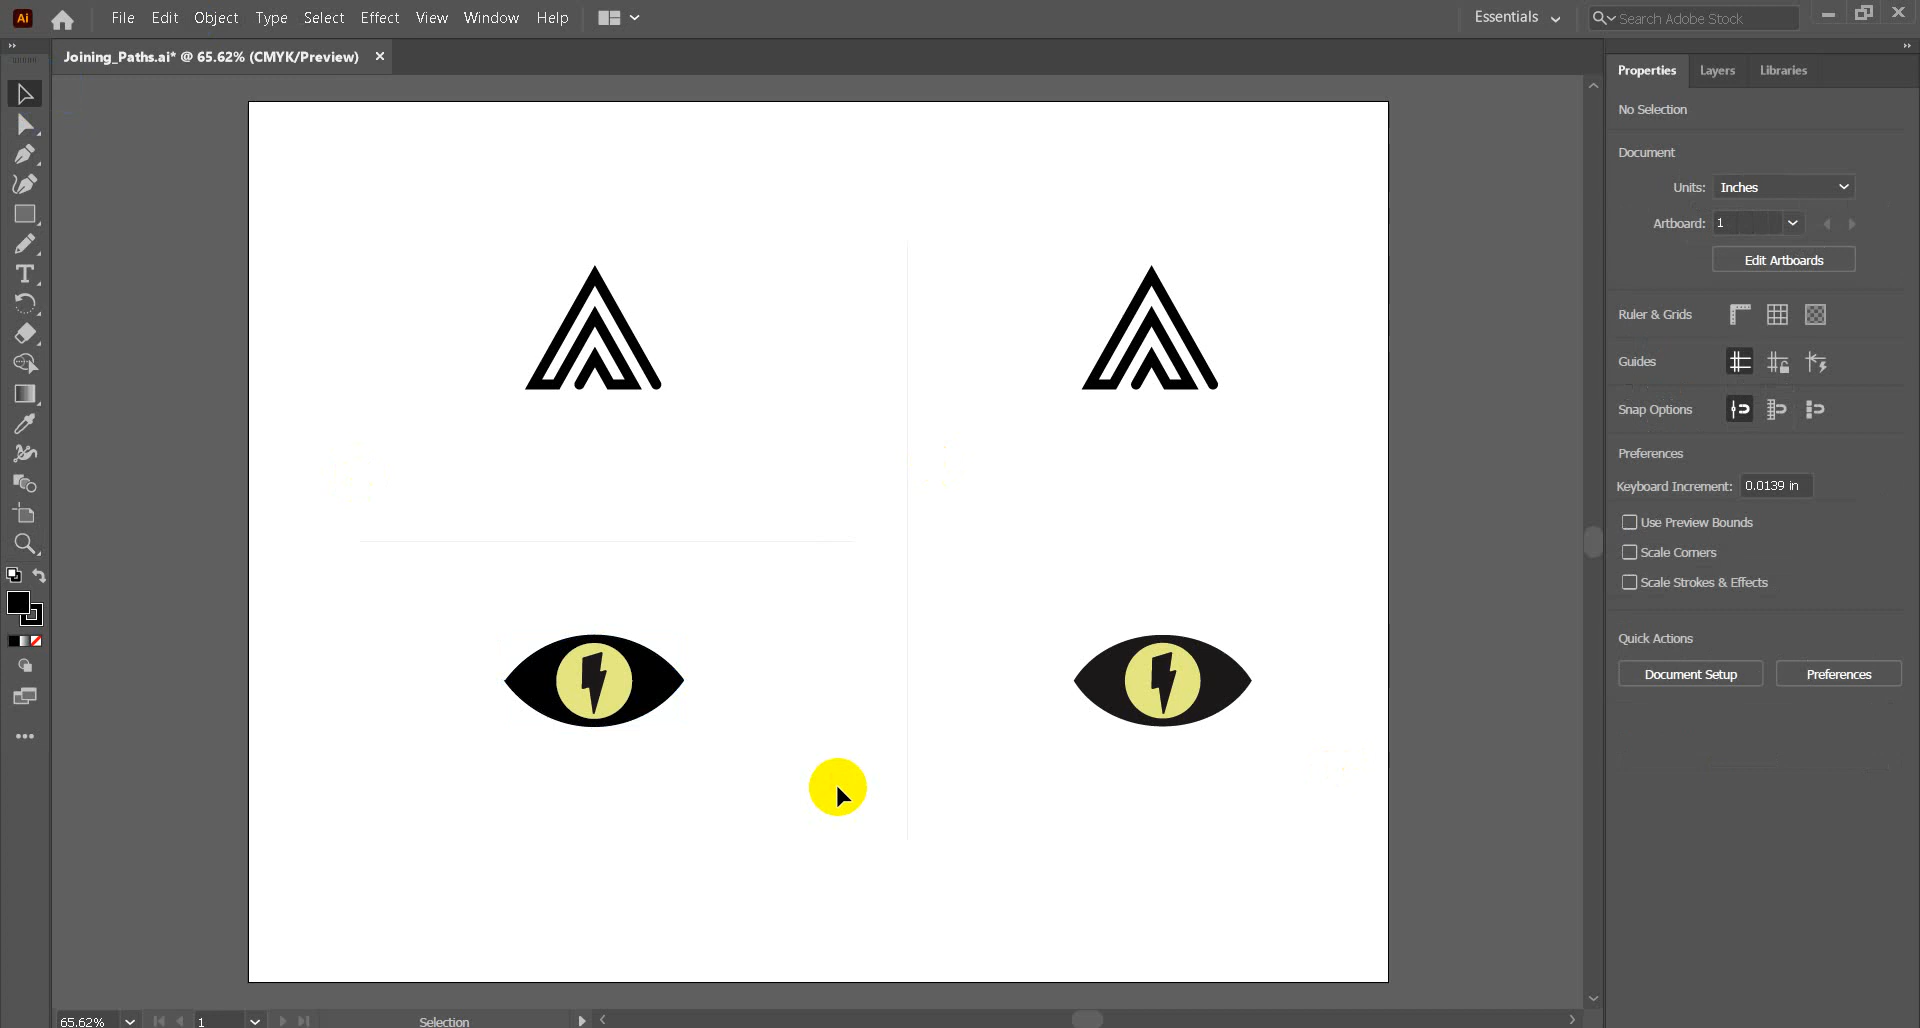 Ai File Edit Object Type Select Effect View Window Help Essentials Search Adobe Stock
Joining_Paths.ai* @ 65.62% (CMYK/Preview)
Properties Layers Libraries
No Selection
Document
Units: Inches
Artboard: 1
Edit Artboards
Ruler & Grids
Guides
Snap Options
Preferences
Keyboard Increment: 0.0139 in
Use Preview Bounds
Scale Corners
Scale Strokes & Effects
Quick Actions
Document Setup Preferences
65.62% 1 Selection